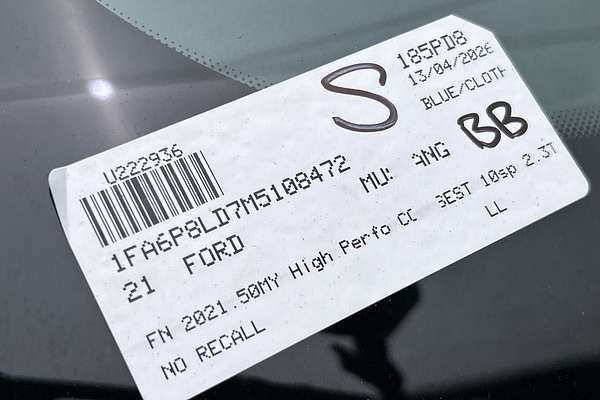 U222936
S
185PD8
13/04/2026
BLUE/CLOTH
BB
1FA6P8LD7M5108472
21 FORD MU ANG
FN 2021.50MY High Perfo CC GEST 10sp 2.3T
NO RECALL LL